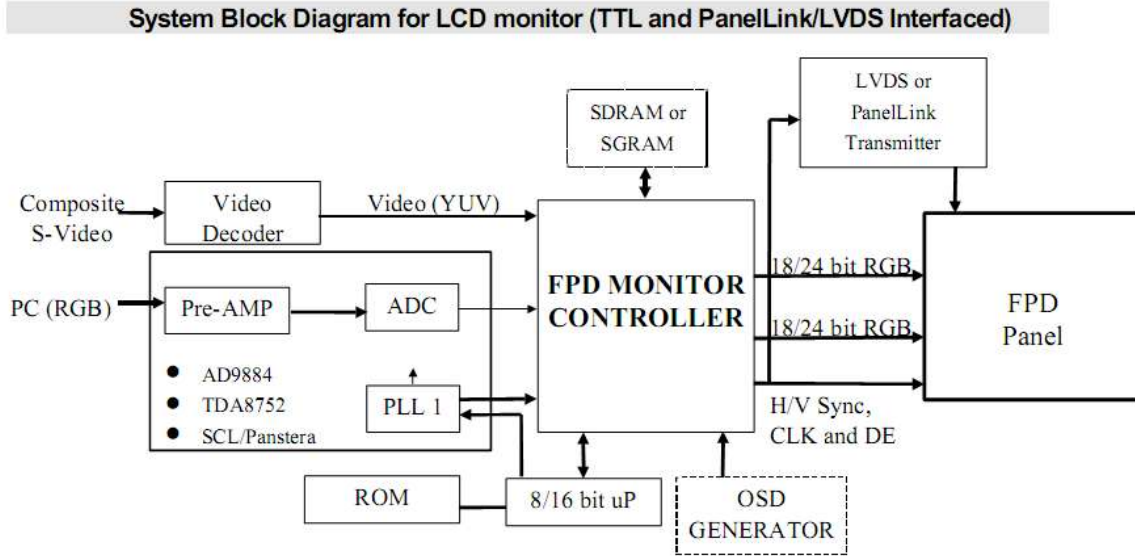 System Block Diagram for LCD monitor (TTL and PanelLink/LVDS Interfaced)
LVDS or
PanelLink
Transmitter
SDRAM or
SGRAM
Composite
S-Video
Video
Decoder
Video (YUV)
18/24 bit RGB
FPD MONITOR
CONTROLLER
FPD
Panel
PC (RGB)
Pre-AMP
ADC
18/24 bit RGB
● AD9884
● TDA8752
● SCL/Panstera
PLL 1
H/V Sync,
CLK and DE
ROM
8/16 bit uP
OSD
GENERATOR